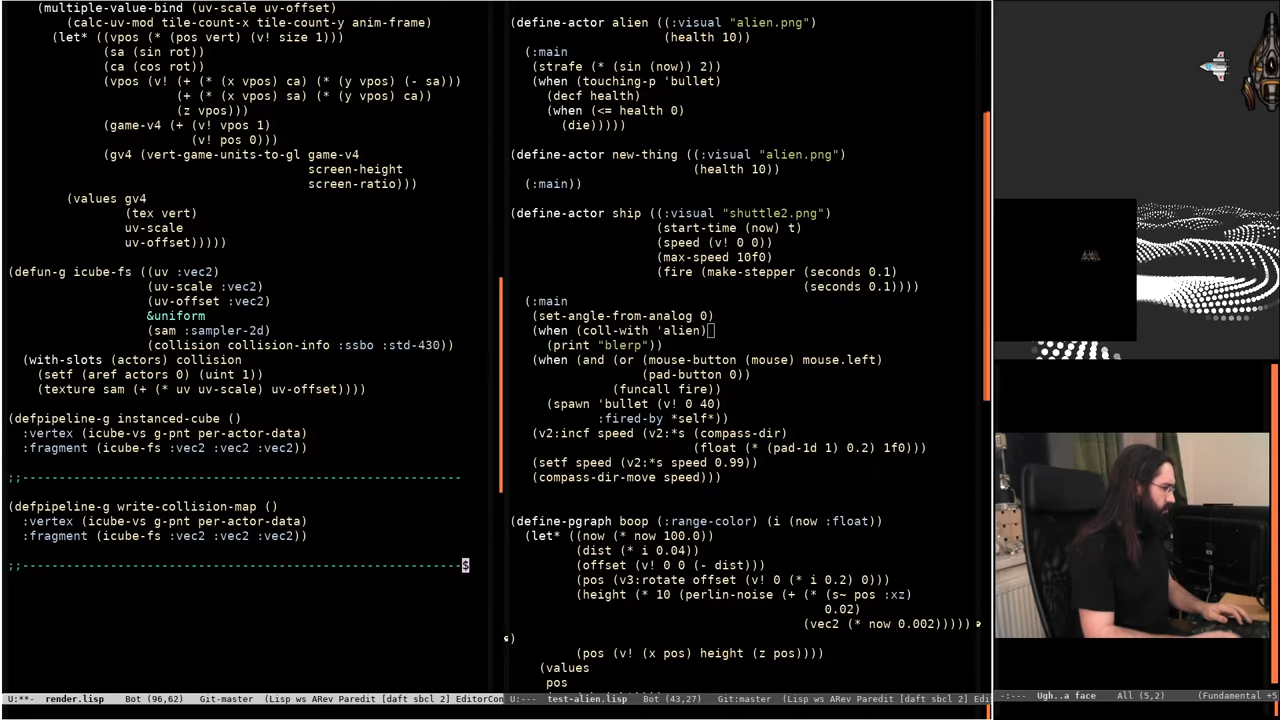 (multiple-value-bind (uv-scale uv-offset)
(calc-uv-mod tile-count-x tile-count-y anim-frame)
(let* ((vpos (* (pos vert) (v! size 1)))
(sa (sin rot))
(ca (cos rot))
(vpos (v! (+ (* (x vpos) ca) (* (y vpos) (- sa)))
(+ (* (x vpos) sa) (* (y vpos) ca))
(z vpos)))
(game-v4 (+ (v! vpos 1)
(v! pos 0)))
(gv4 (vert-game-units-to-gl game-v4
screen-height
screen-ratio)))
(values gv4
(tex vert)
uv-scale
uv-offset)))))
(defun-g icube-fs ((uv :vec2)
(uv-scale :vec2)
(uv-offset :vec2)
&uniform
(sam :sampler-2d)
(collision collision-info :ssbo :std-430))
(with-slots (actors) collision
(setf (aref actors 0) (uint 1))
(texture sam (+ (* uv uv-scale) uv-offset))))
(defpipeline-g instanced-cube ()
:vertex (icube-vs g-pnt per-actor-data)
:fragment (icube-fs :vec2 :vec2 :vec2))
;;------------------------------------------------------------
(defpipeline-g write-collision-map ()
:vertex (icube-vs g-pnt per-actor-data)
:fragment (icube-fs :vec2 :vec2 :vec2))
;;------------------------------------------------------------$
U:**- render.lisp Bot (96,62) Git-master (Lisp ws ARev Paredit [daft sbcl 2] EditorCon
(define-actor alien ((:visual "alien.png")
(health 10))
(:main
(strafe (* (sin (now)) 2))
(when (touching-p 'bullet)
(decf health)
(when (<= health 0)
(die)))))
(define-actor new-thing ((:visual "alien.png")
(health 10))
(:main))
(define-actor ship ((:visual "shuttle2.png")
(start-time (now) t)
(speed (v! 0 0))
(max-speed 10f0)
(fire (make-stepper (seconds 0.1)
(seconds 0.1))))
(:main
(set-angle-from-analog 0)
(when (coll-with 'alien)
(print "blerp"))
(when (and (or (mouse-button (mouse) mouse.left)
(pad-button 0))
(funcall fire))
(spawn 'bullet (v! 0 40)
:fired-by *self*))
(v2:incf speed (v2:*s (compass-dir)
(float (* (pad-1d 1) 0.2) 1f0)))
(setf speed (v2:*s speed 0.99))
(compass-dir-move speed)))
(define-pgraph boop (:range-color) (i (now :float))
(let* ((now (* now 100.0))
(dist (* i 0.04))
(offset (v! 0 0 (- dist)))
(pos (v3:rotate offset (v! 0 (* i 0.2) 0)))
(height (* 10 (perlin-noise (+ (* (s~ pos :xz)
0.02)
(vec2 (* now 0.002)))))
)
(pos (v! (x pos) height (z pos))))
(values
pos
U:--- test-alien.lisp Bot (43,27) Git:master (Lisp ws ARev Paredit [daft sbcl 2] Edi
-:--- Ugh..a face All (5,2) (Fundamental +5